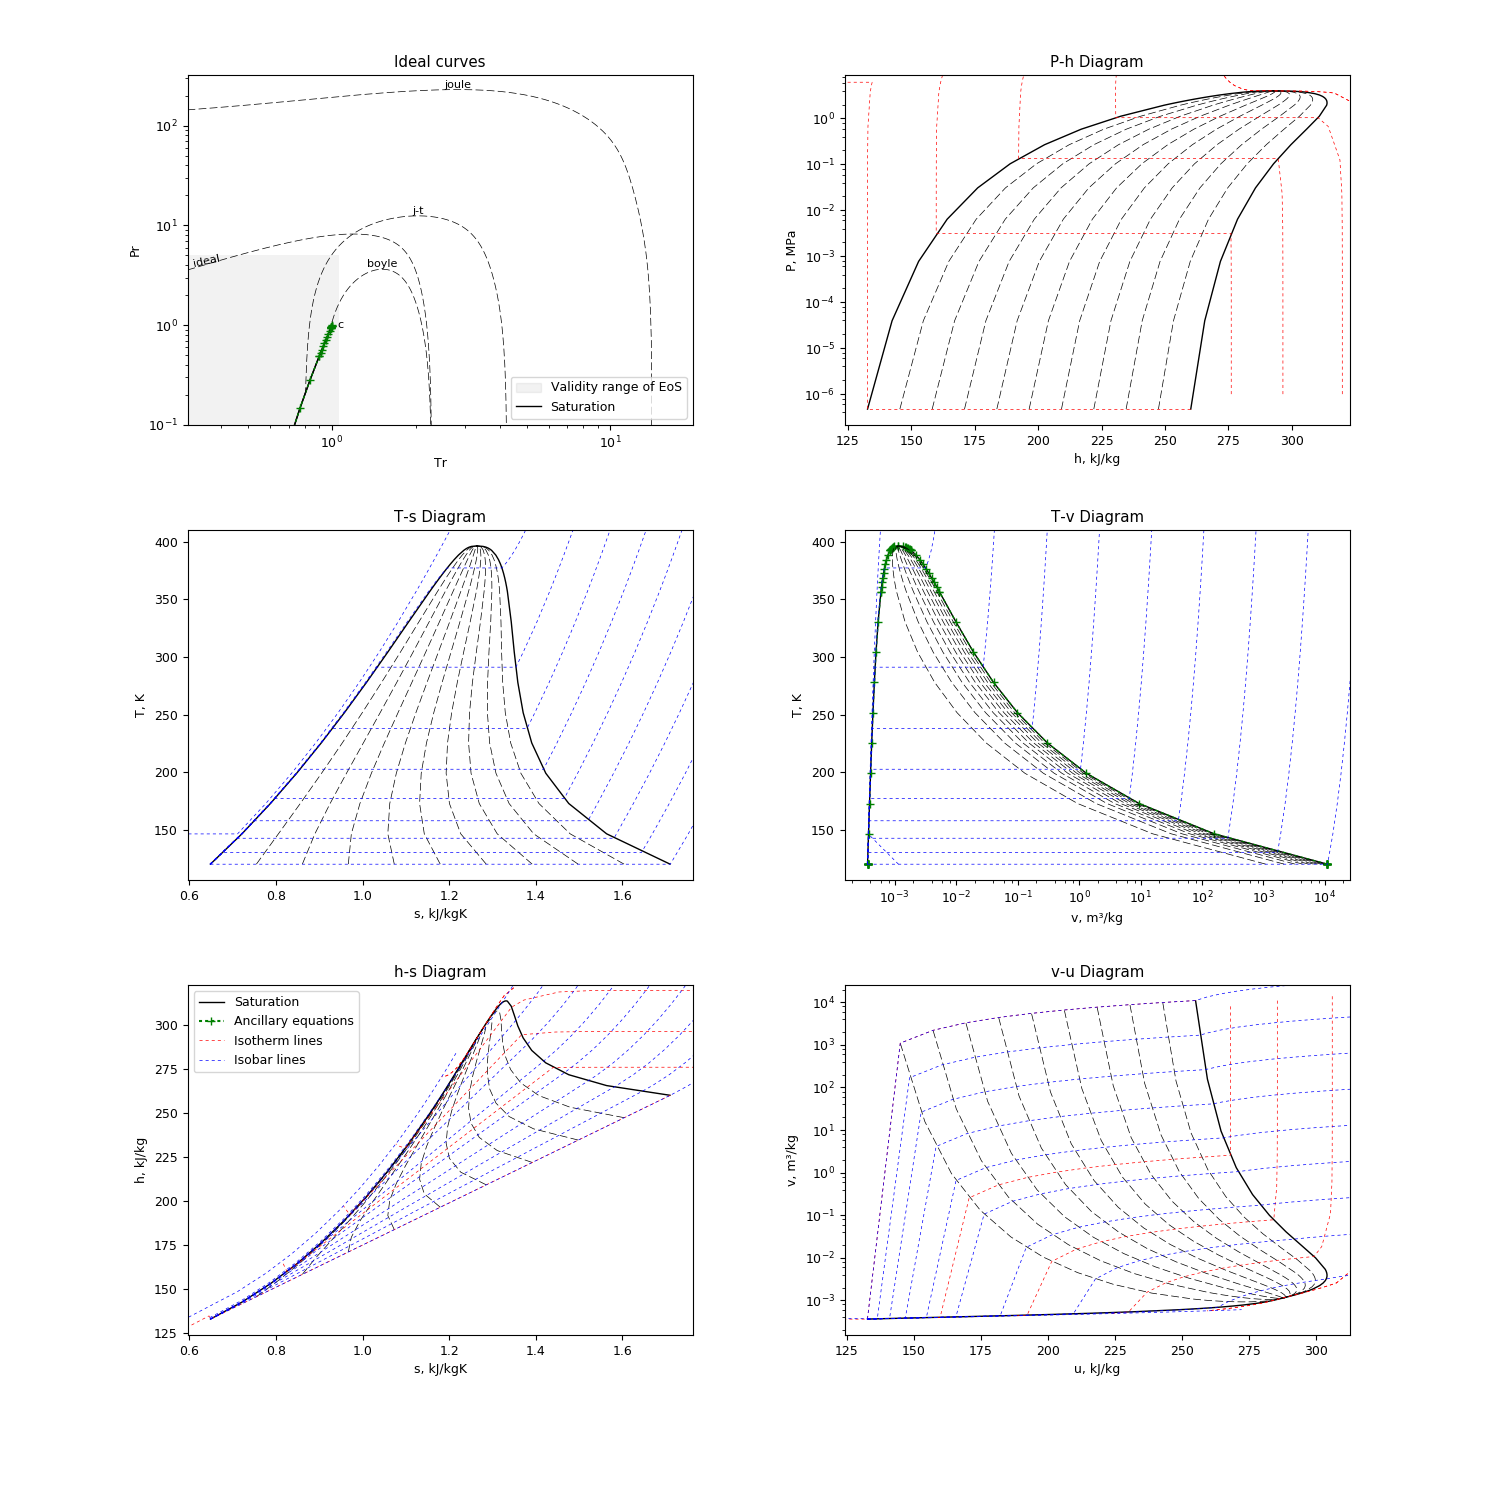 Ideal curves
Pr
10²
10¹
10⁰
10⁻¹
joule
j-t
ideal
boyle
c
Validity range of EoS
Saturation
10⁰ 10¹
Tr
P-h Diagram
P, MPa
10⁰
10⁻¹
10⁻²
10⁻³
10⁻⁴
10⁻⁵
10⁻⁶
125 150 175 200 225 250 275 300
h, kJ/kg
T-s Diagram
T, K
400
350
300
250
200
150
0.6 0.8 1.0 1.2 1.4 1.6
s, kJ/kgK
T-v Diagram
T, K
400
350
300
250
200
150
10⁻³ 10⁻² 10⁻¹ 10⁰ 10¹ 10² 10³ 10⁴
v, m³/kg
h-s Diagram
h, kJ/kg
Saturation
Ancillary equations
Isotherm lines
Isobar lines
300
275
250
225
200
175
150
125
0.6 0.8 1.0 1.2 1.4 1.6
s, kJ/kgK
v-u Diagram
v, m³/kg
10⁴
10³
10²
10¹
10⁰
10⁻¹
10⁻²
10⁻³
125 150 175 200 225 250 275 300
u, kJ/kg